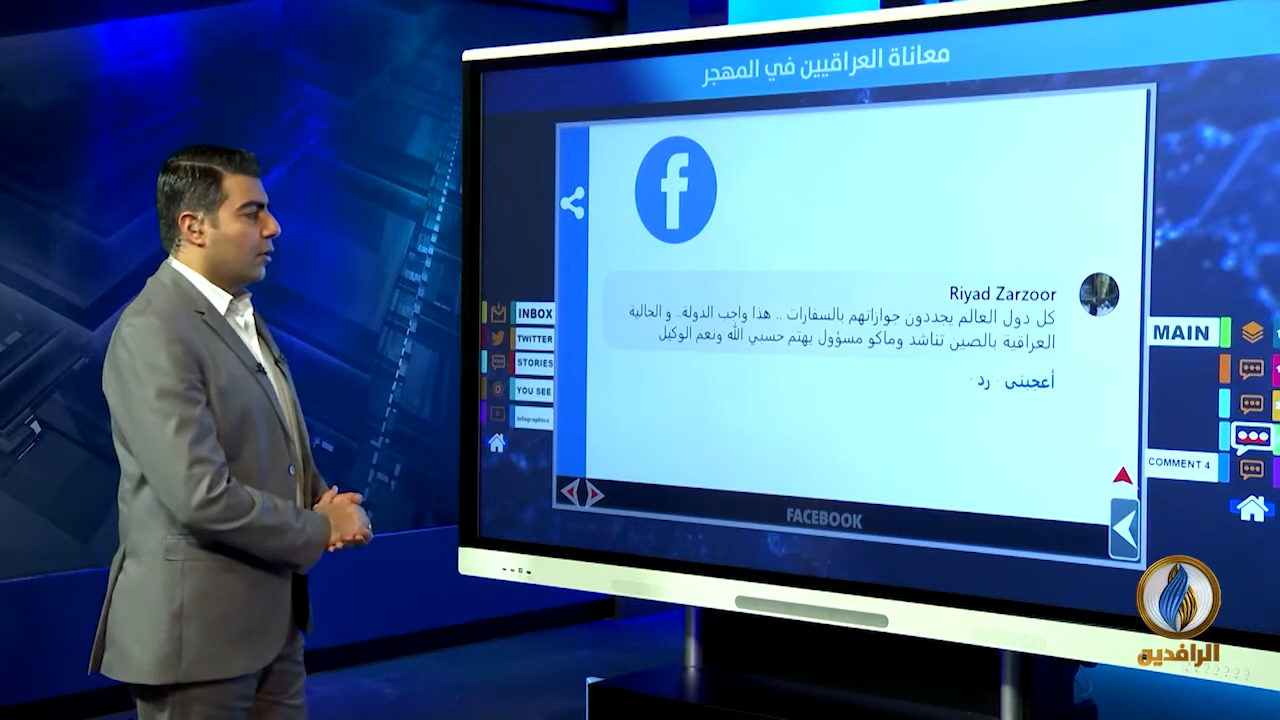 معاناة العراقيين في المهجر
Riyad Zarzoor
كل دول العالم يجددون جوازاتهم بالسفارات .. هذا واجب الدولة.. و الجالية
العراقية بالصين تناشد وماكو مسؤول يهتم حسبي الله ونعم الوكيل
أعجبني · رد ·
INBOX
TWITTER
STORIES
YOU SEE
infographics
MAIN
COMMENT 4
FACEBOOK
الرافدين